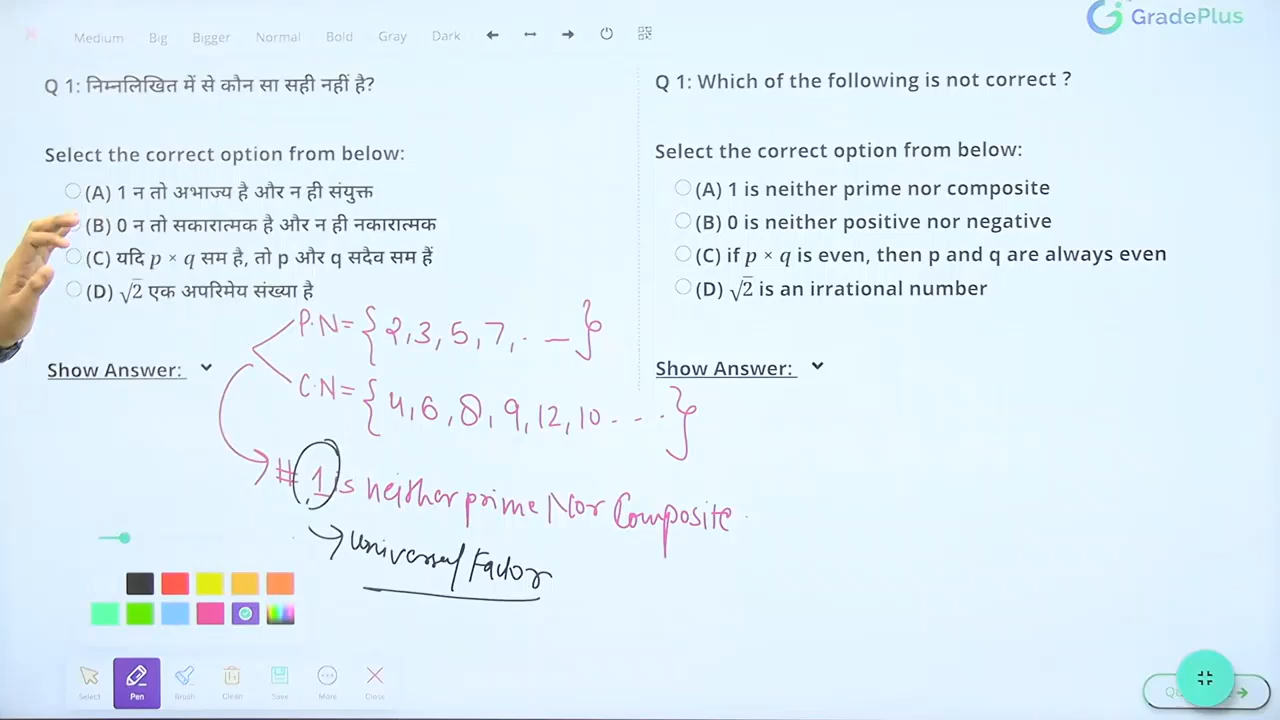 GradePlus
Medium Big Bigger Normal Bold Gray Dark
Q 1: निम्नलिखित में से कौन सा सही नहीं है?
Select the correct option from below:
(A) 1 न तो अभाज्य है और न ही संयुक्त
(B) 0 न तो सकारात्मक है और न ही नकारात्मक
(C) यदि p × q सम है, तो p और q सदैव सम हैं
(D) √2 एक अपरिमेय संख्या है
Show Answer:
Q 1: Which of the following is not correct ?
Select the correct option from below:
(A) 1 is neither prime nor composite
(B) 0 is neither positive nor negative
(C) if p × q is even, then p and q are always even
(D) √2 is an irrational number
Show Answer:
P.N = {2,3, 5, 7, . — }
C.N = {4,6, 8, 9, 12, 10 . - - . }
# 1 is neither prime Nor Composite
→ universal Factor
Select Pen Brush Clean Save More Close